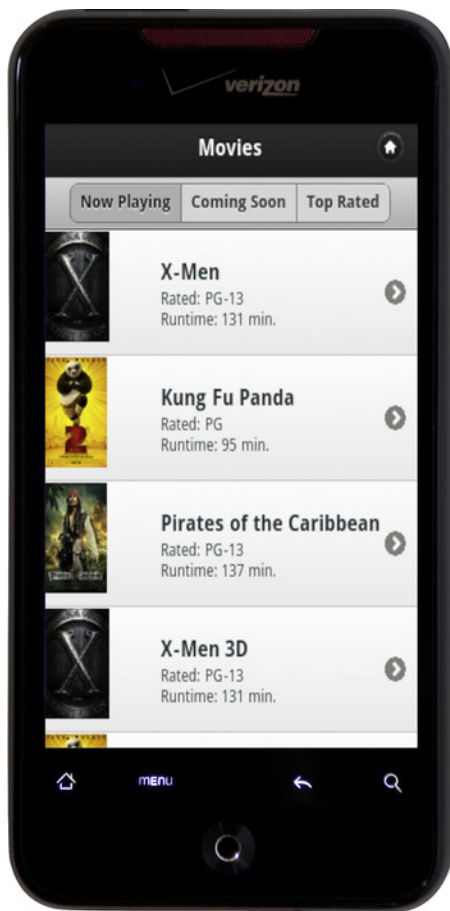 verizon
Movies
Now Playing Coming Soon Top Rated
X-Men
Rated: PG-13
Runtime: 131 min.
Kung Fu Panda
Rated: PG
Runtime: 95 min.
2
Pirates of the Caribbean
Rated: PG-13
Runtime: 137 min.
X-Men 3D
Rated: PG-13
Runtime: 131 min.
MENU